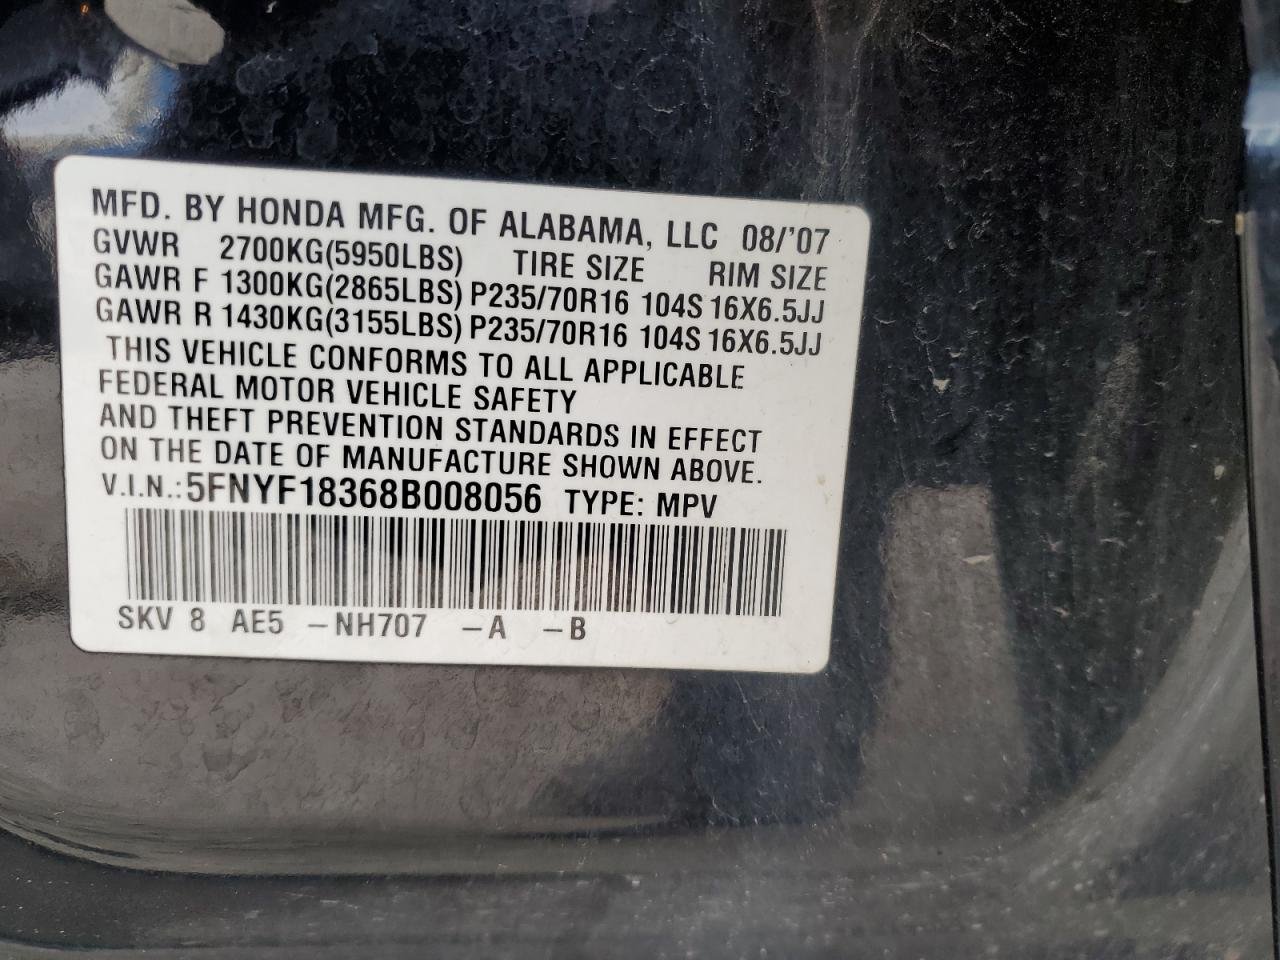 MFD. BY HONDA MFG. OF ALABAMA, LLC 08/'07
GVWR 2700KG(5950LBS) TIRE SIZE RIM SIZE
GAWR F 1300KG(2865LBS) P235/70R16 104S 16X6.5JJ
GAWR R 1430KG(3155LBS) P235/70R16 104S 16X6.5JJ
THIS VEHICLE CONFORMS TO ALL APPLICABLE
FEDERAL MOTOR VEHICLE SAFETY
AND THEFT PREVENTION STANDARDS IN EFFECT
ON THE DATE OF MANUFACTURE SHOWN ABOVE.
V.I.N.: 5FNYF18368B008056 TYPE: MPV
SKV 8 AE5 -NH707 -A -B